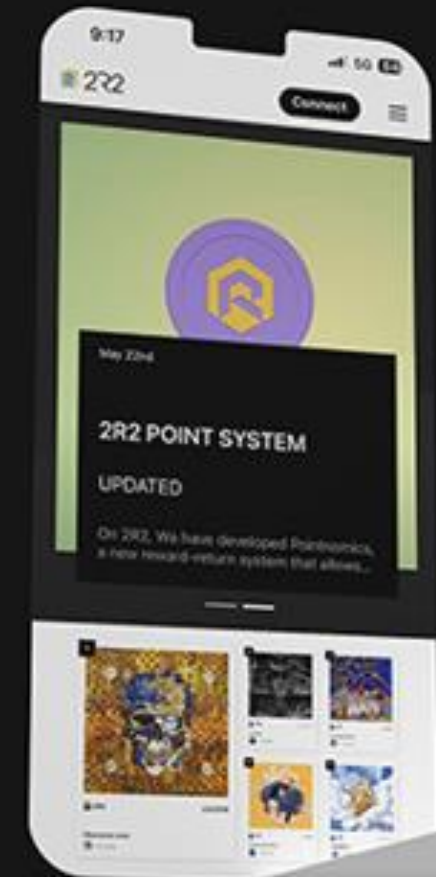 9:17
5G 54
2R2
Connect
May 22nd
2R2 POINT SYSTEM
UPDATED
On 2R2, We have developed Pointnomics,
a new reward-return system that allows...